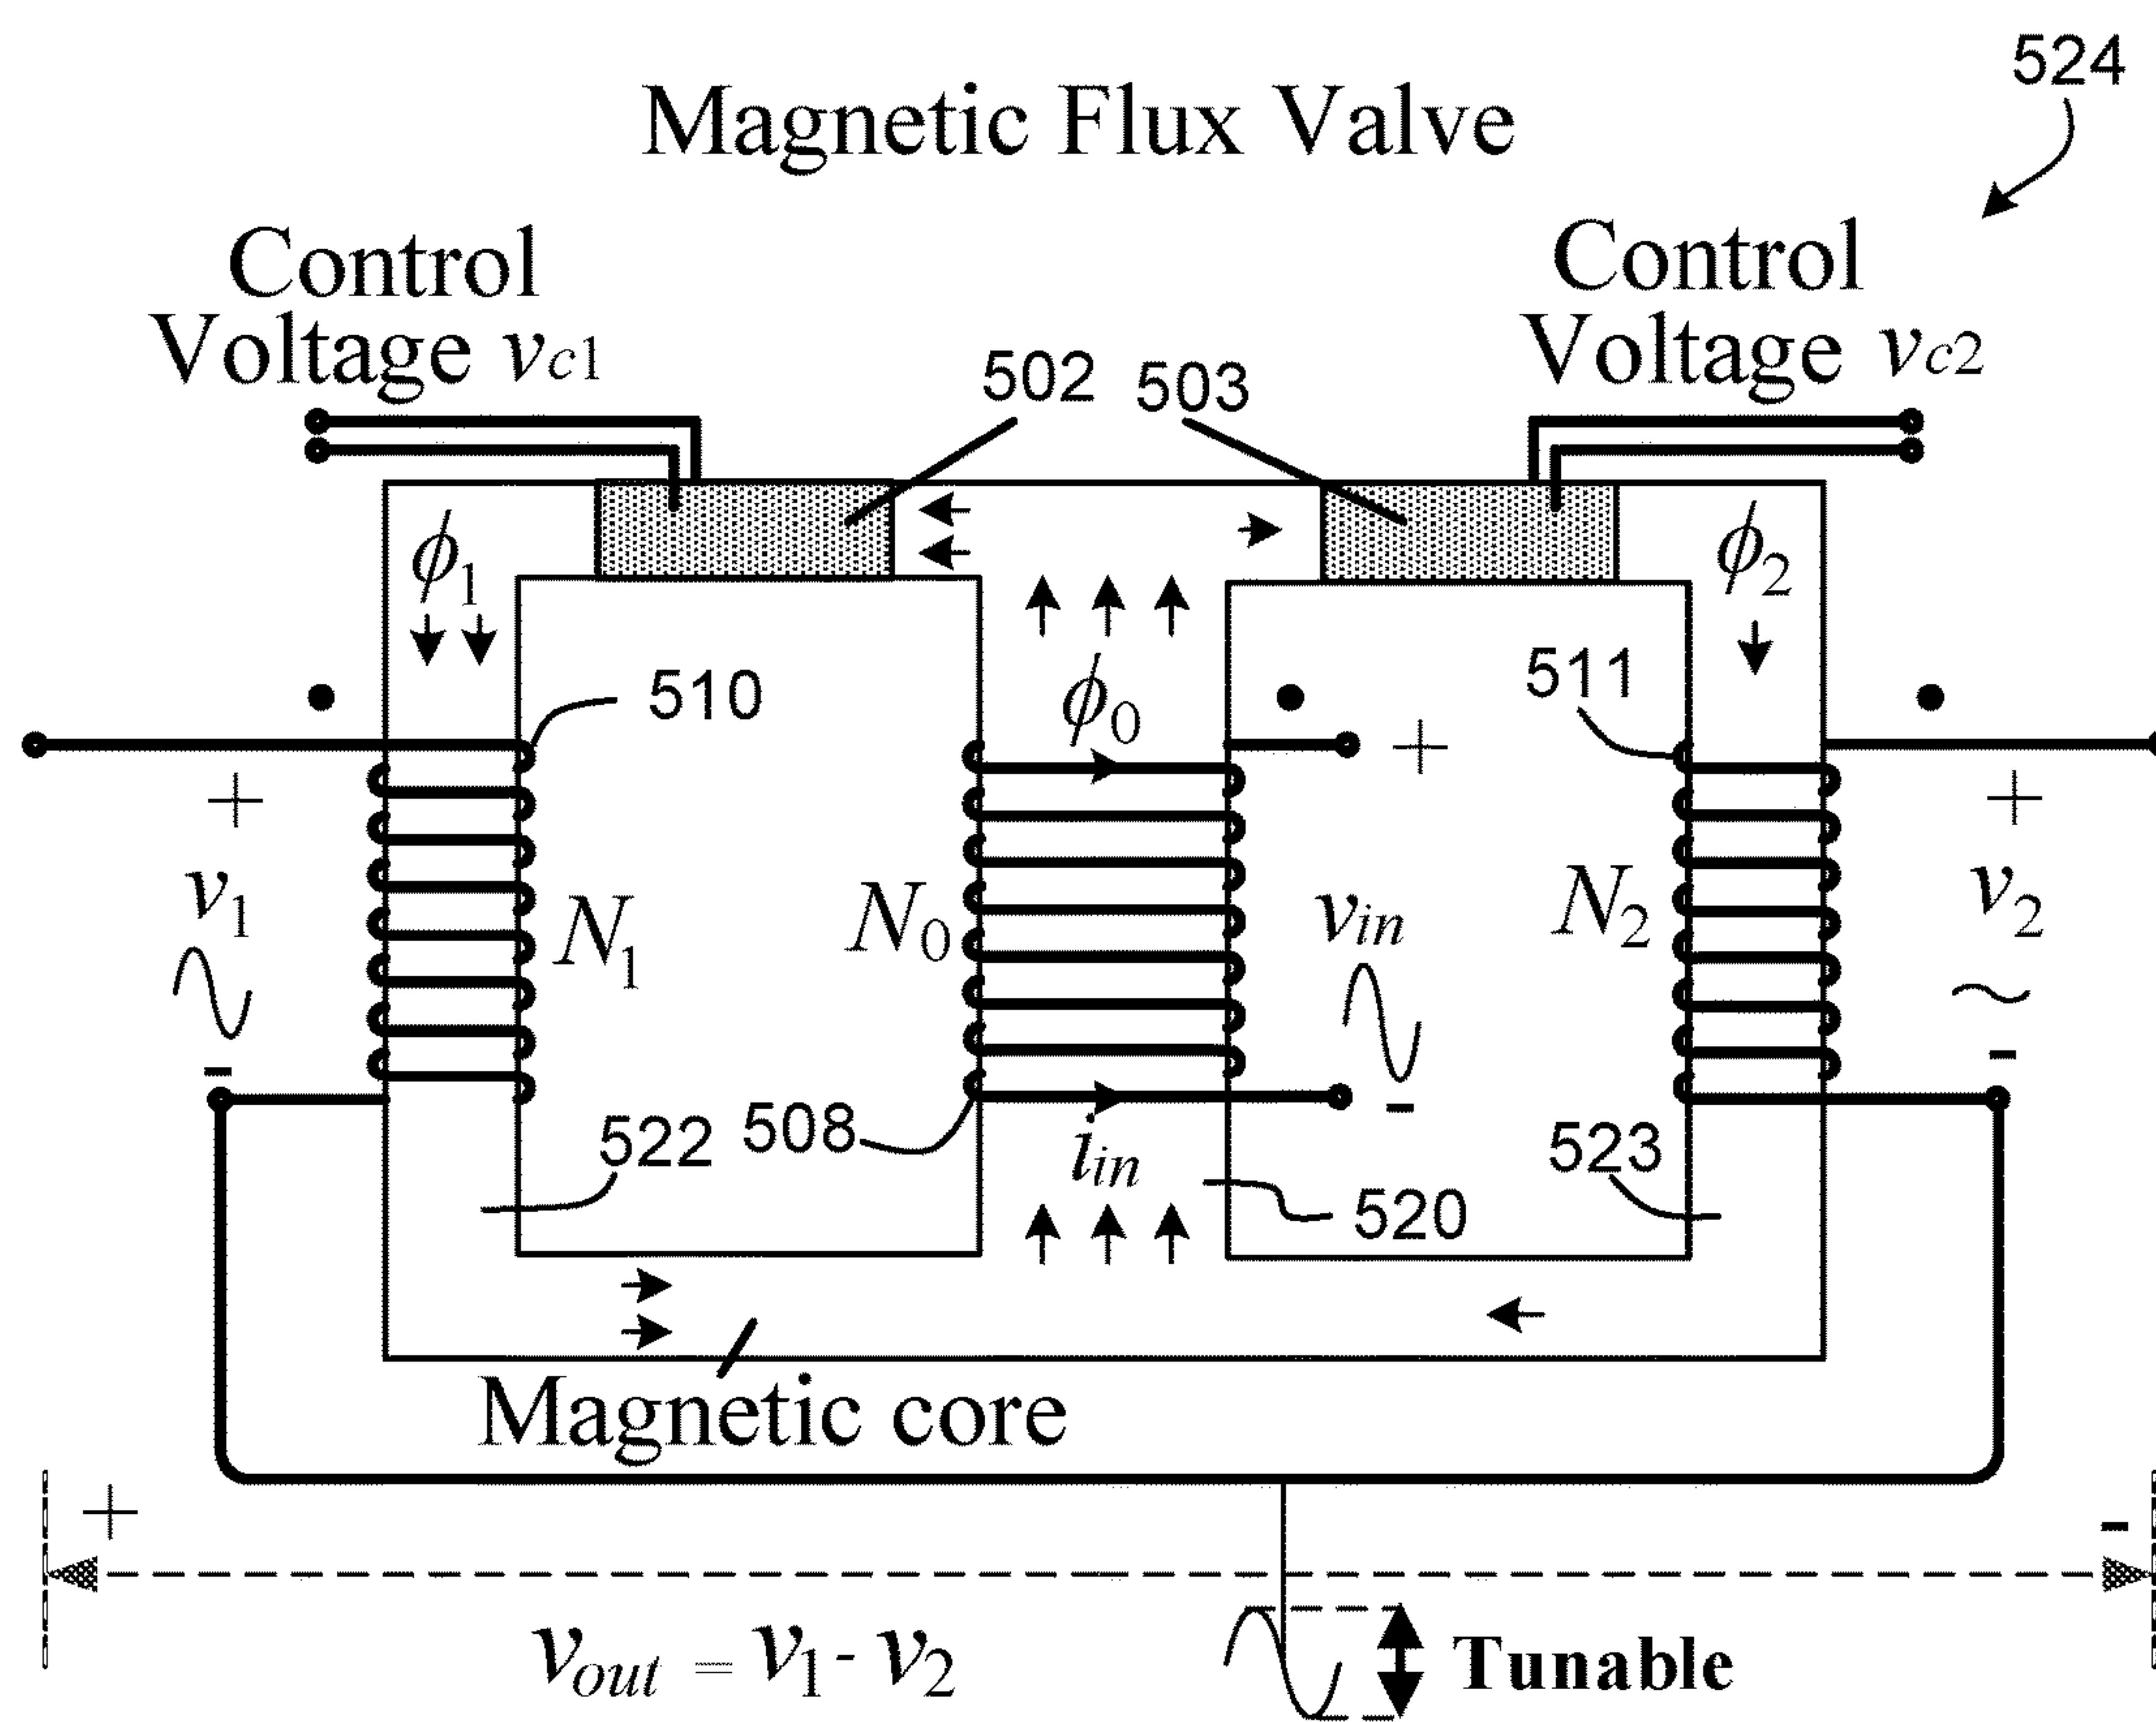 524
Magnetic Flux Valve
Control
Voltage vc1
Control
Voltage vc2
502
503
ϕ1
ϕ2
510
ϕ0
511
+
+
+
v1
N1
N0
vin
N2
v2
-
-
-
522
508
iin
520
523
Magnetic core
+
-
vout = v1 - v2
Tunable